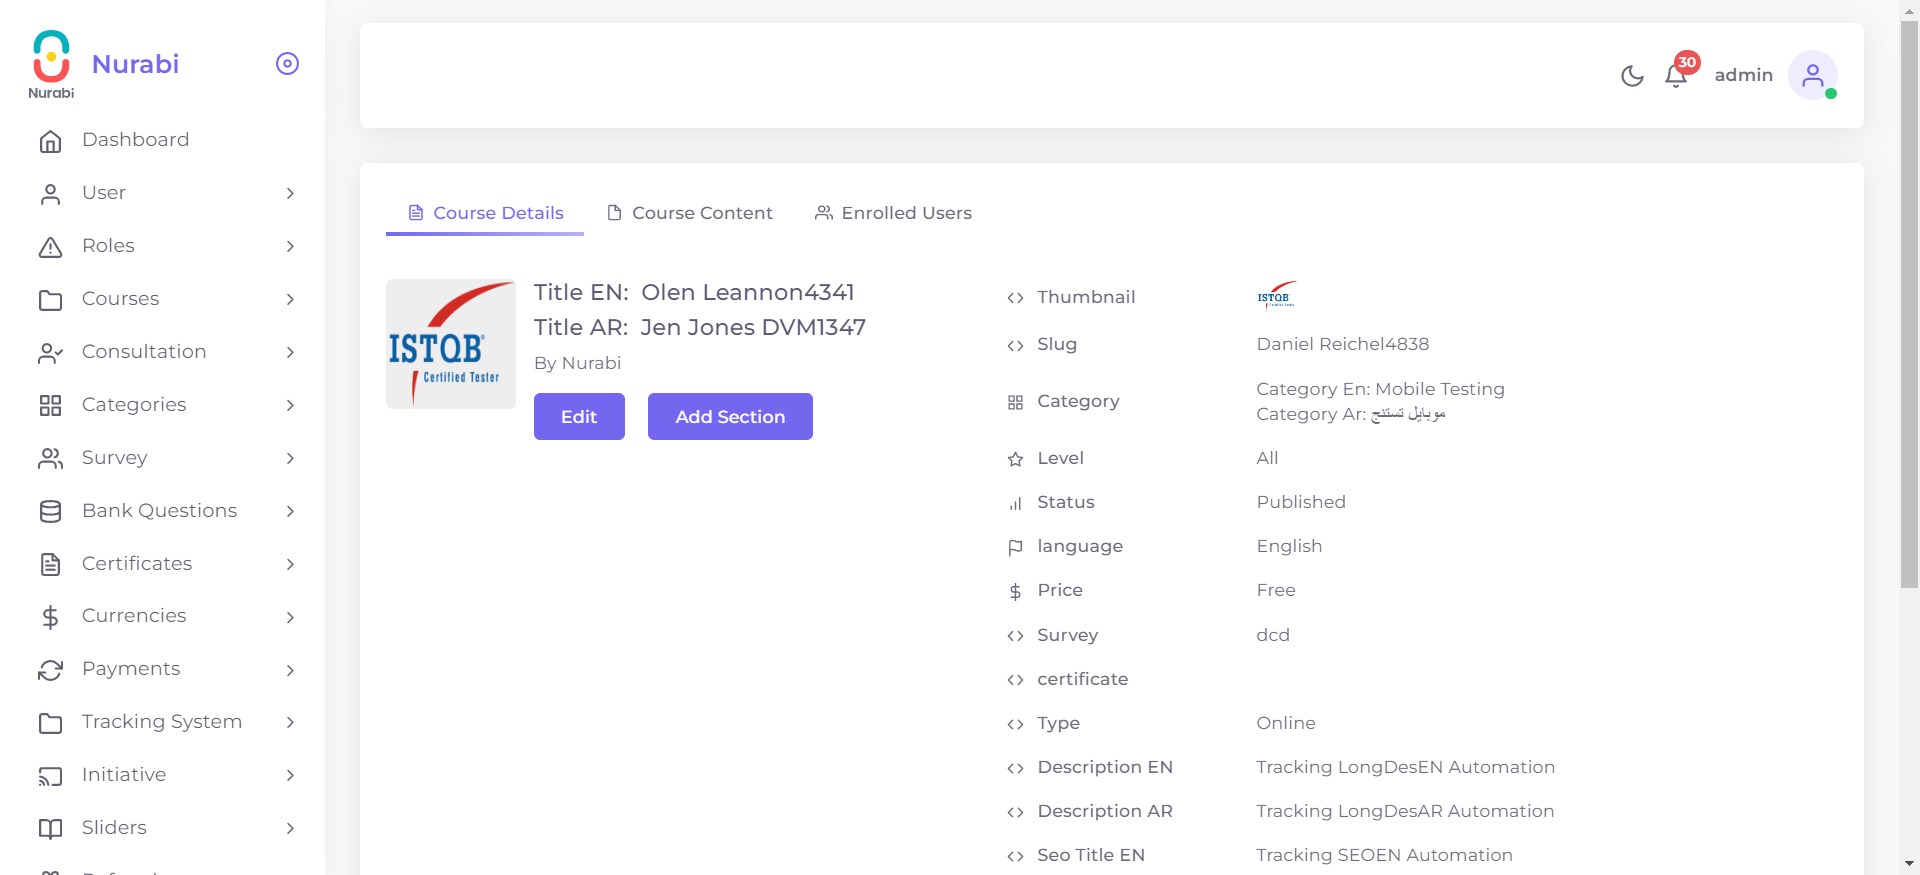 Nurabi
Nurabi
Dashboard
User
Roles
Courses
Consultation
Categories
Survey
Bank Questions
Certificates
Currencies
Payments
Tracking System
Initiative
Sliders
30
admin
Course Details
Course Content
Enrolled Users
ISTQB®
Certified Tester
Title EN: Olen Leannon4341
Title AR: Jen Jones DVM1347
By Nurabi
Edit
Add Section
Thumbnail
ISTQB
Slug Daniel Reichel4838
Category Category En: Mobile Testing
Category Ar: موبايل تستنج
Level All
Status Published
language English
Price Free
Survey dcd
certificate
Type Online
Description EN Tracking LongDesEN Automation
Description AR Tracking LongDesAR Automation
Seo Title EN Tracking SEOEN Automation